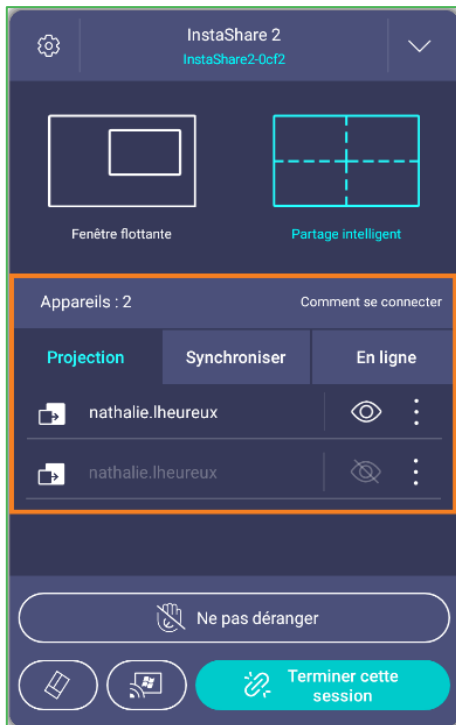 InstaShare 2
InstaShare2-0cf2
Fenêtre flottante
Partage intelligent
Appareils : 2
Comment se connecter
Projection
Synchroniser
En ligne
nathalie.lheureux
nathalie.lheureux
Ne pas déranger
Terminer cette
session